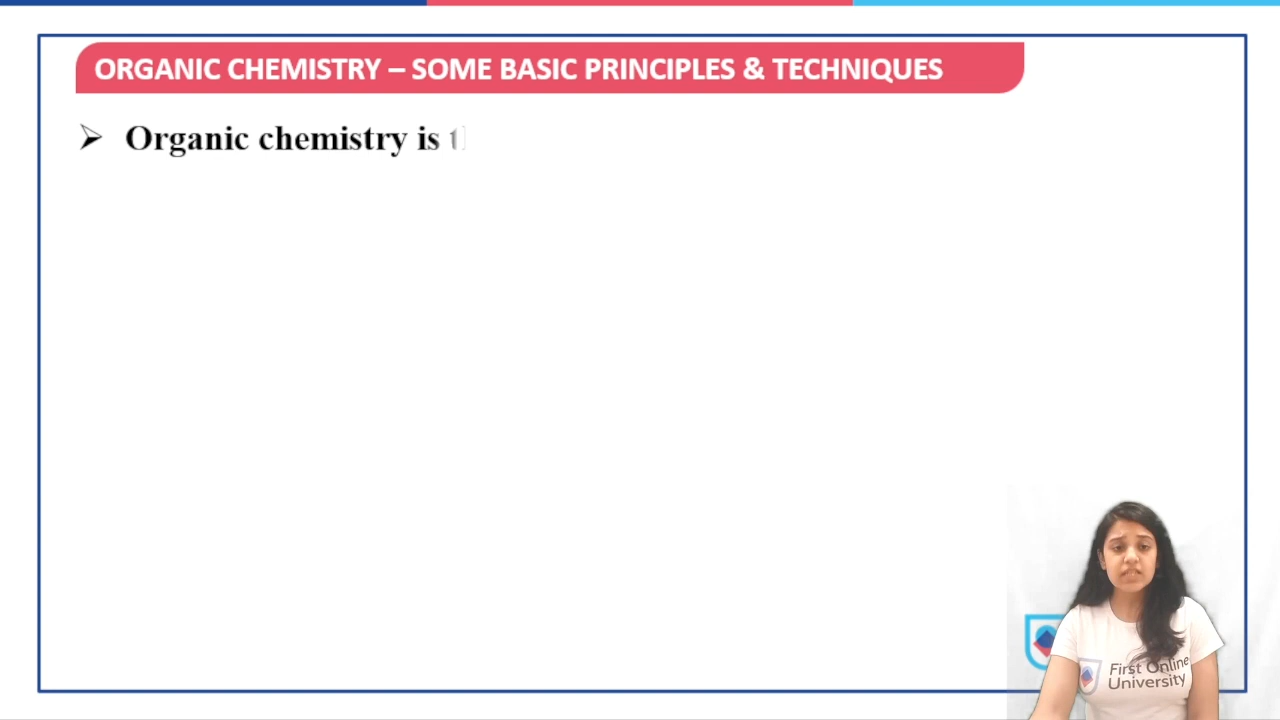 ORGANIC CHEMISTRY – SOME BASIC PRINCIPLES & TECHNIQUES
Organic chemistry is
First Online
University